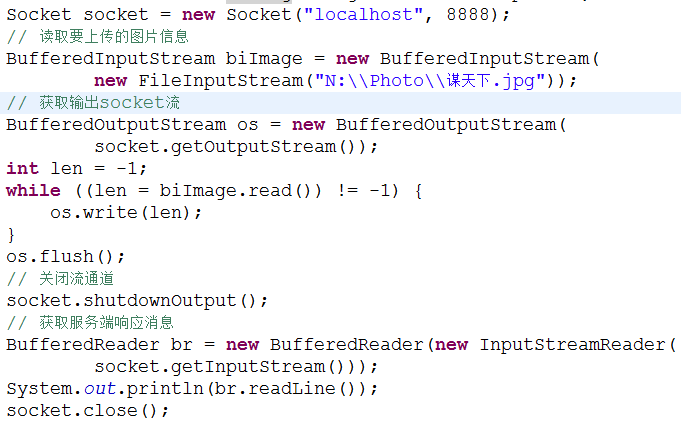 Socket socket = new Socket("localhost", 8888);
// 读取要上传的图片信息
BufferedInputStream biImage = new BufferedInputStream(
new FileInputStream("N:\\Photo\\谋天下.jpg"));
// 获取输出socket流
BufferedOutputStream os = new BufferedOutputStream(
socket.getOutputStream());
int len = -1;
while ((len = biImage.read()) != -1) {
os.write(len);
}
os.flush();
// 关闭流通道
socket.shutdownOutput();
// 获取服务端响应消息
BufferedReader br = new BufferedReader(new InputStreamReader(
socket.getInputStream()));
System.out.println(br.readLine());
socket.close();